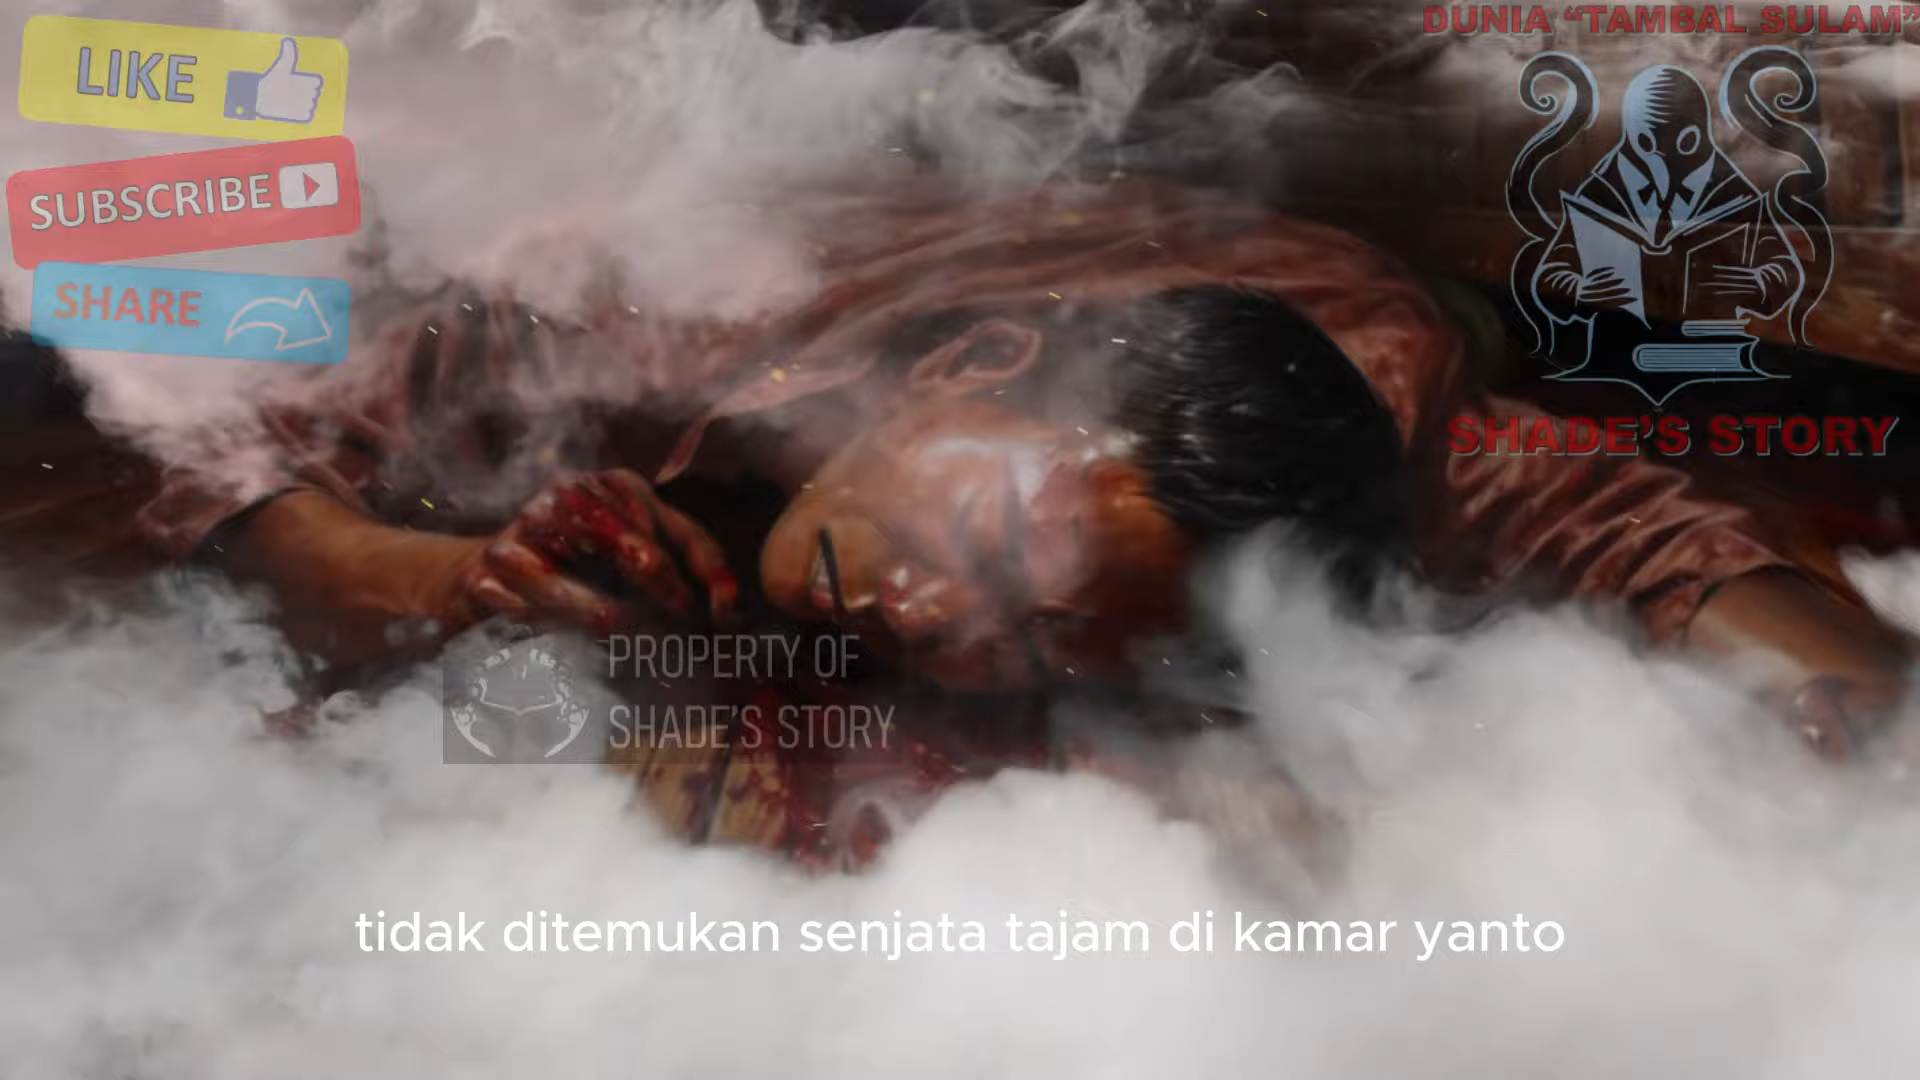 LIKE
SUBSCRIBE
SHARE
DUNIA “TAMBAL SULAM”
SHADE’S STORY
PROPERTY OF
SHADE’S STORY
tidak ditemukan senjata tajam di kamar yanto